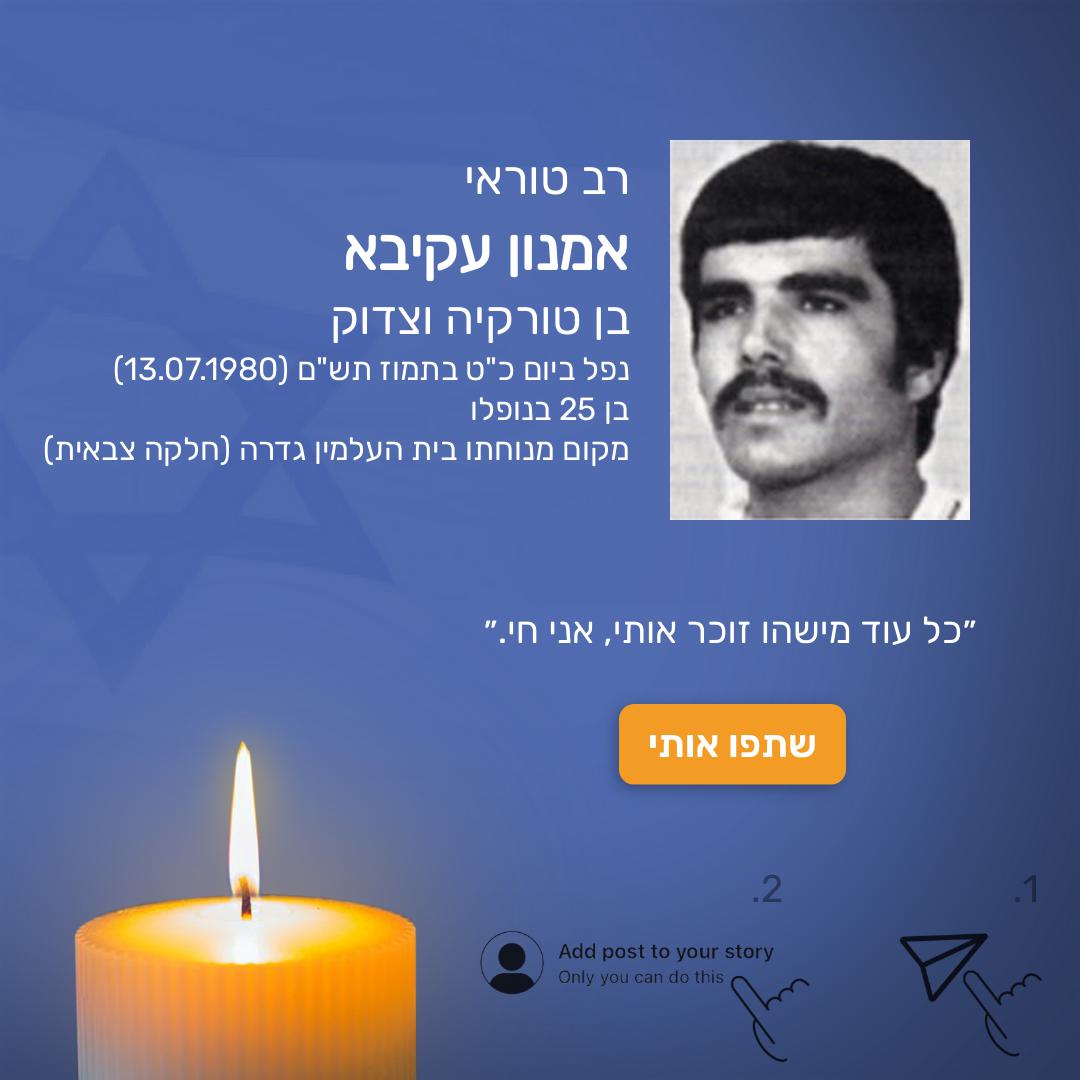 רב טוראי
אמנון עקיבא
בן טורקיה וצדוק
נפל ביום כ"ט בתמוז תש"ם (13.07.1980)
בן 25 בנופלו
מקום מנוחתו בית העלמין גדרה (חלקה צבאית)
״כל עוד מישהו זוכר אותי, אני חי.״
שתפו אותי
.1
.2
Add post to your story
Only you can do this